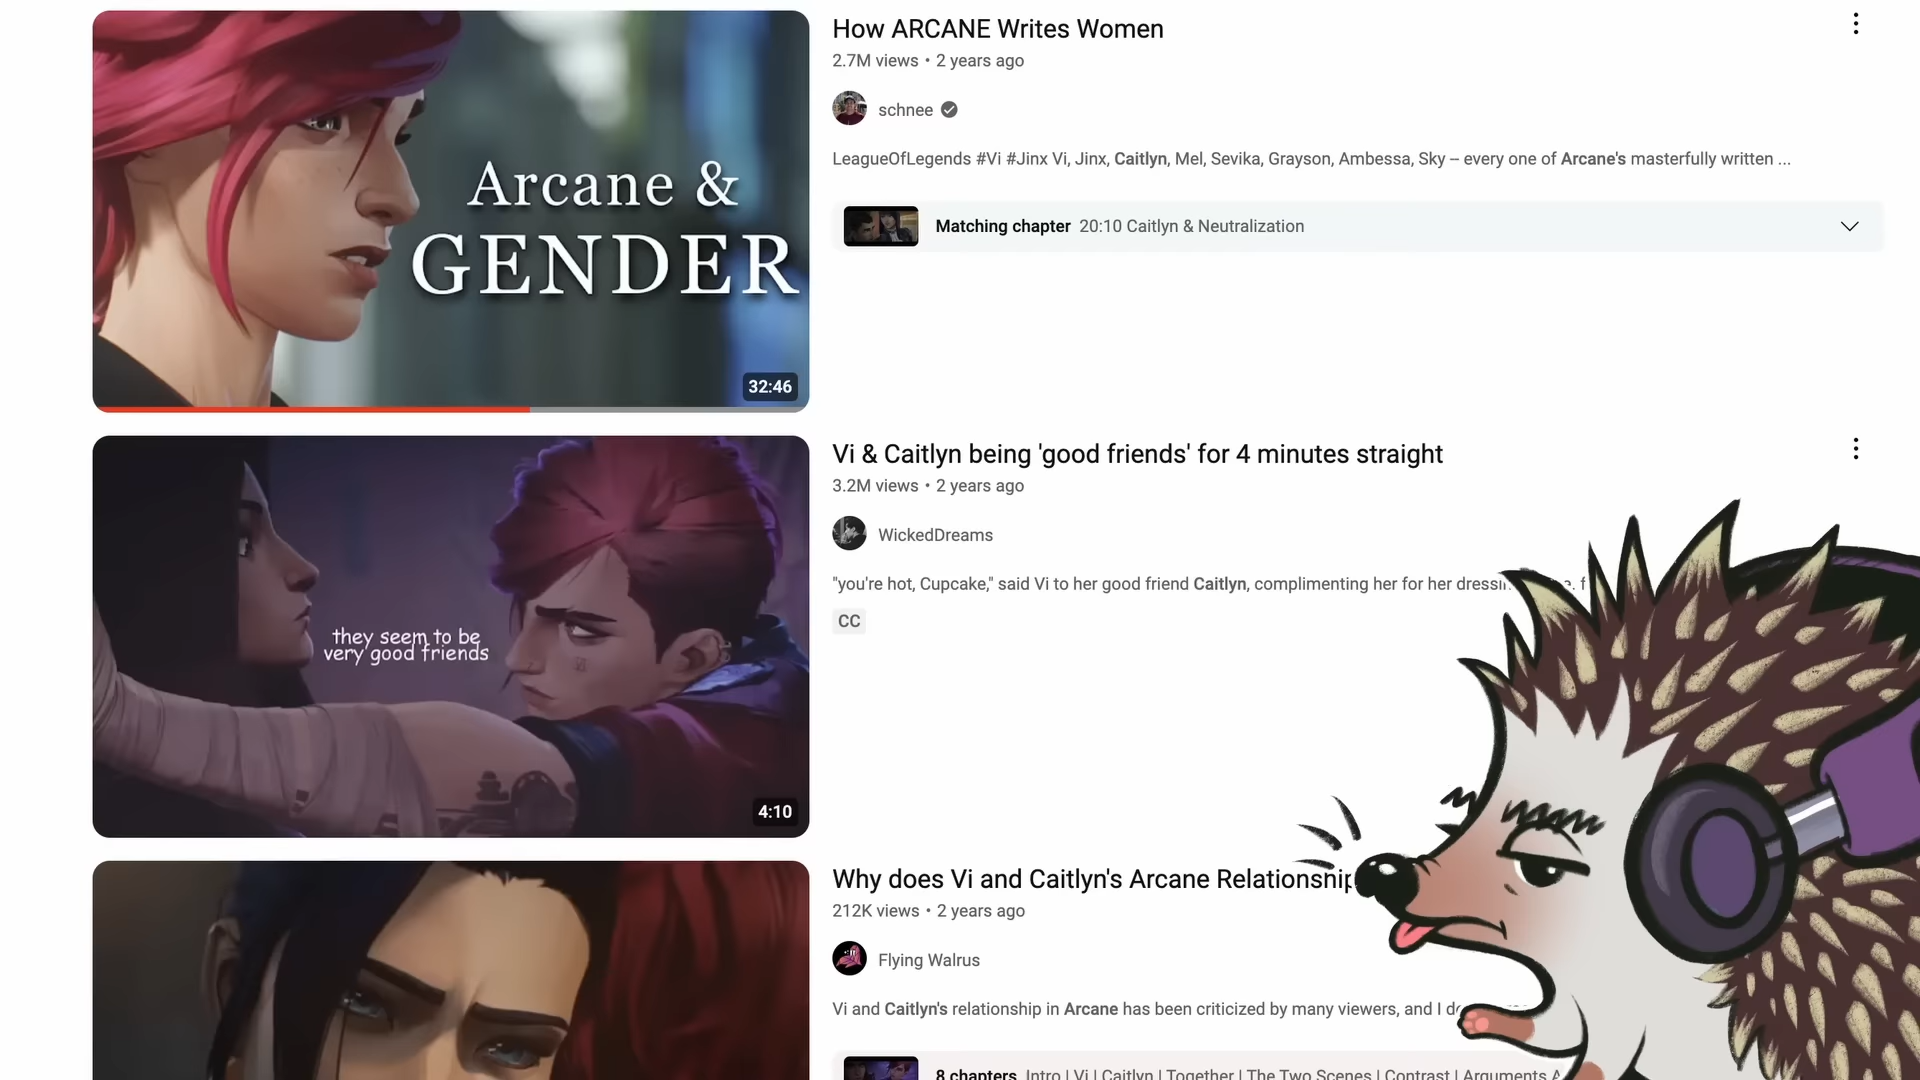 Arcane &
GENDER
32:46
How ARCANE Writes Women
2.7M views • 2 years ago
schnee
LeagueOfLegends #Vi #Jinx Vi, Jinx, Caitlyn, Mel, Sevika, Grayson, Ambessa, Sky – every one of Arcane's masterfully written ...
Matching chapter 20:10 Caitlyn & Neutralization
they seem to be
very good friends
4:10
Vi & Caitlyn being 'good friends' for 4 minutes straight
3.2M views • 2 years ago
WickedDreams
"you're hot, Cupcake," said Vi to her good friend Caitlyn, complimenting her for her
CC
Why does Vi and Caitlyn's Arcane Relationship
212K views • 2 years ago
Flying Walrus
Vi and Caitlyn's relationship in Arcane has been criticized by many viewers, and I
8 chapters Intro | Vi | Caitlyn | Together | The Two Scenes | Contrast | Arguments